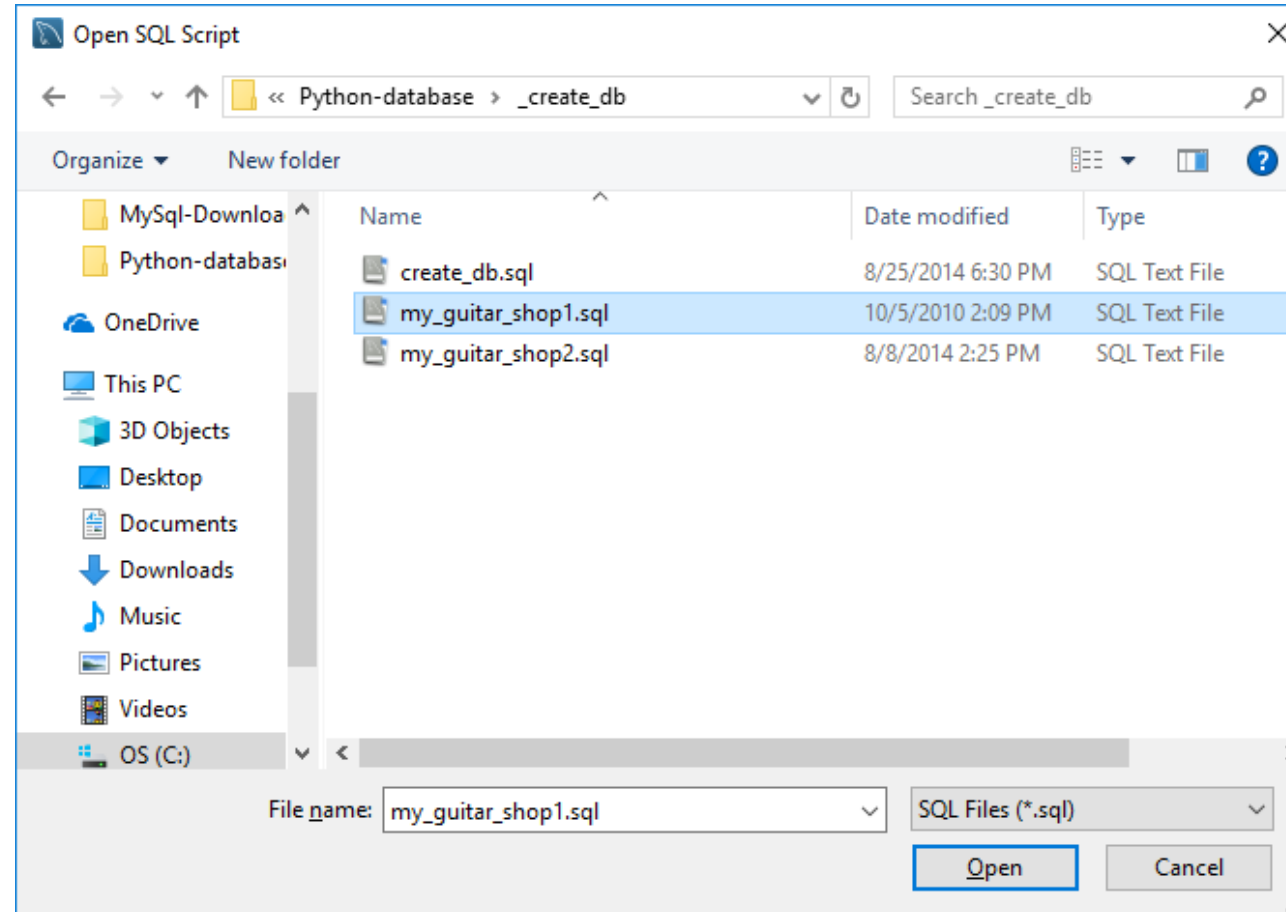 Open SQL Script
« Python-database › _create_db
Search _create_db
Organize
New folder
MySql-Downloa
Python-databas
OneDrive
This PC
3D Objects
Desktop
Documents
Downloads
Music
Pictures
Videos
OS (C:)
Name Date modified Type
create_db.sql 8/25/2014 6:30 PM SQL Text File
my_guitar_shop1.sql 10/5/2010 2:09 PM SQL Text File
my_guitar_shop2.sql 8/8/2014 2:25 PM SQL Text File
File name: my_guitar_shop1.sql SQL Files (*.sql)
Open Cancel